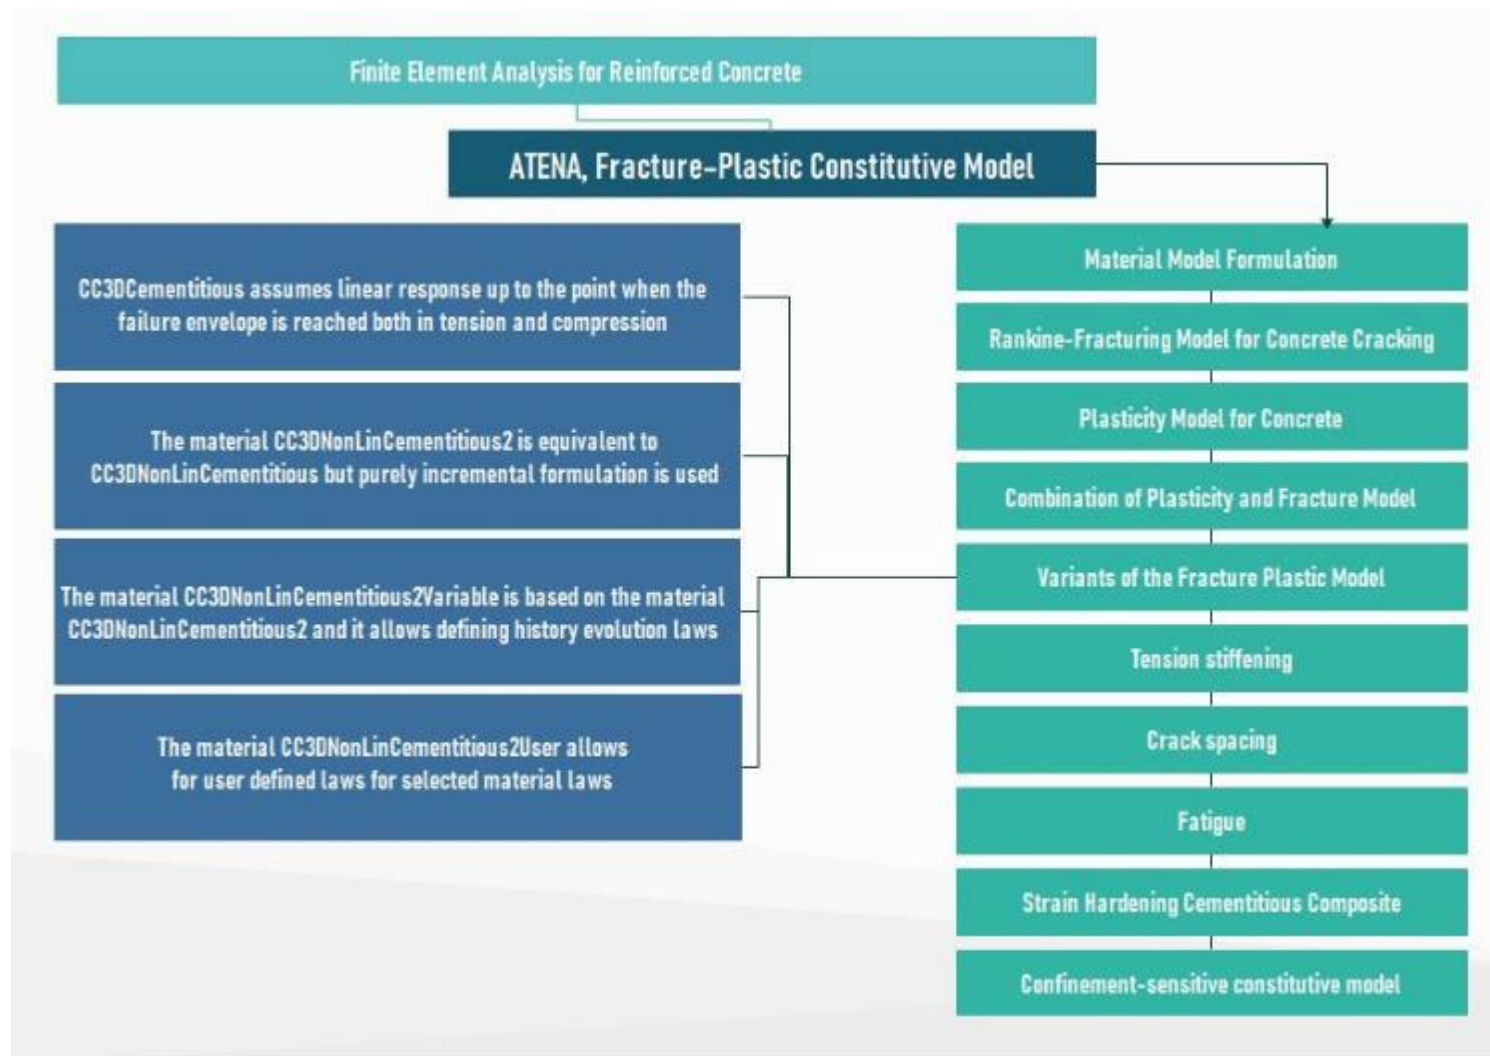 Finite Element Analysis for Reinforced Concrete
ATENA, Fracture-Plastic Constitutive Model
CC3DCementitious assumes linear response up to the point when the
failure envelope is reached both in tension and compression
The material CC3DNonLinCementitious2 is equivalent to
CC3DNonLinCementitious but purely incremental formulation is used
The material CC3DNonLinCementitious2Variable is based on the material
CC3DNonLinCementitious2 and it allows defining history evolution laws
The material CC3DNonLinCementitious2User allows
for user defined laws for selected material laws
Material Model Formulation
Rankine-Fracturing Model for Concrete Cracking
Plasticity Model for Concrete
Combination of Plasticity and Fracture Model
Variants of the Fracture Plastic Model
Tension stiffening
Crack spacing
Fatigue
Strain Hardening Cementitious Composite
Confinement-sensitive constitutive model